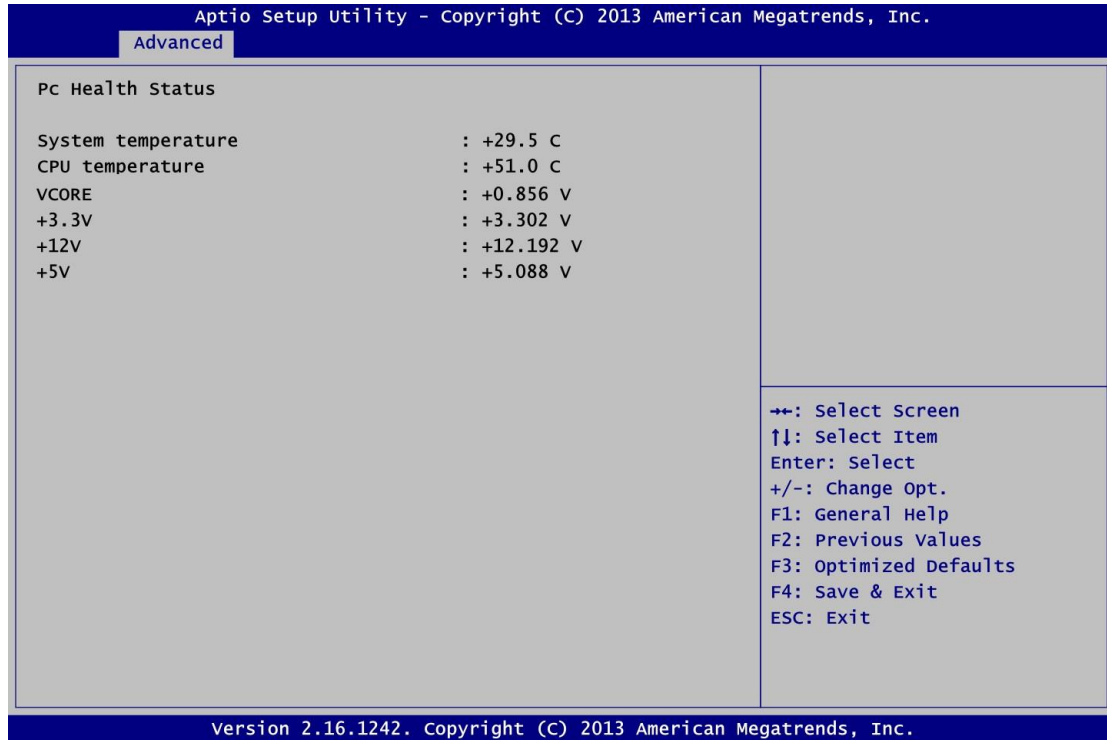 Aptio Setup Utility - Copyright (C) 2013 American Megatrends, Inc.
Advanced
Pc Health Status
System temperature : +29.5 C
CPU temperature : +51.0 C
VCORE : +0.856 V
+3.3V : +3.302 V
+12V : +12.192 V
+5V : +5.088 V
→←: Select Screen
↑↓: Select Item
Enter: Select
+/-: Change Opt.
F1: General Help
F2: Previous Values
F3: Optimized Defaults
F4: Save & Exit
ESC: Exit
Version 2.16.1242. Copyright (C) 2013 American Megatrends, Inc.